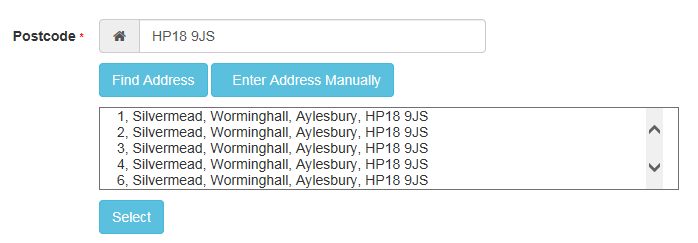 Postcode * HP18 9JS
Find Address Enter Address Manually
1, Silvermead, Worminghall, Aylesbury, HP18 9JS
2, Silvermead, Worminghall, Aylesbury, HP18 9JS
3, Silvermead, Worminghall, Aylesbury, HP18 9JS
4, Silvermead, Worminghall, Aylesbury, HP18 9JS
6, Silvermead, Worminghall, Aylesbury, HP18 9JS
Select